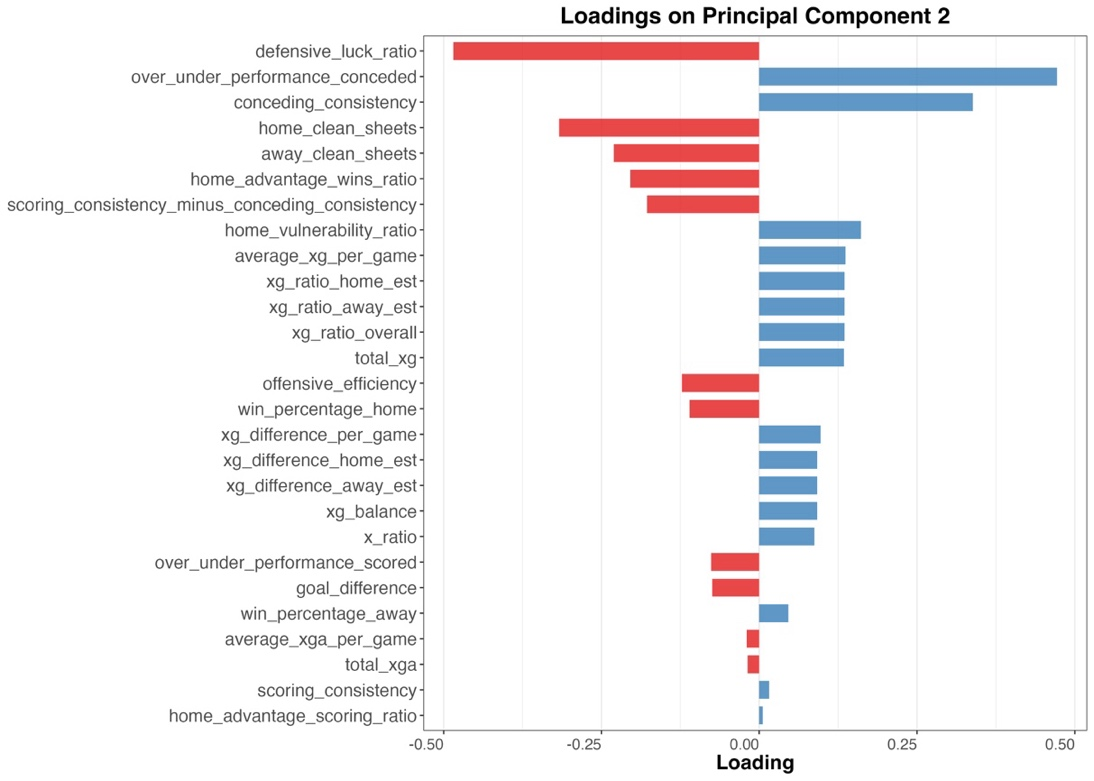 Loadings on Principal Component 2
defensive_luck_ratio
over_under_performance_conceded
conceding_consistency
home_clean_sheets
away_clean_sheets
home_advantage_wins_ratio
scoring_consistency_minus_conceding_consistency
home_vulnerability_ratio
average_xg_per_game
xg_ratio_home_est
xg_ratio_away_est
xg_ratio_overall
total_xg
offensive_efficiency
win_percentage_home
xg_difference_per_game
xg_difference_home_est
xg_difference_away_est
xg_balance
x_ratio
over_under_performance_scored
goal_difference
win_percentage_away
average_xga_per_game
total_xga
scoring_consistency
home_advantage_scoring_ratio
-0.50 -0.25 0.00 0.25 0.50
Loading